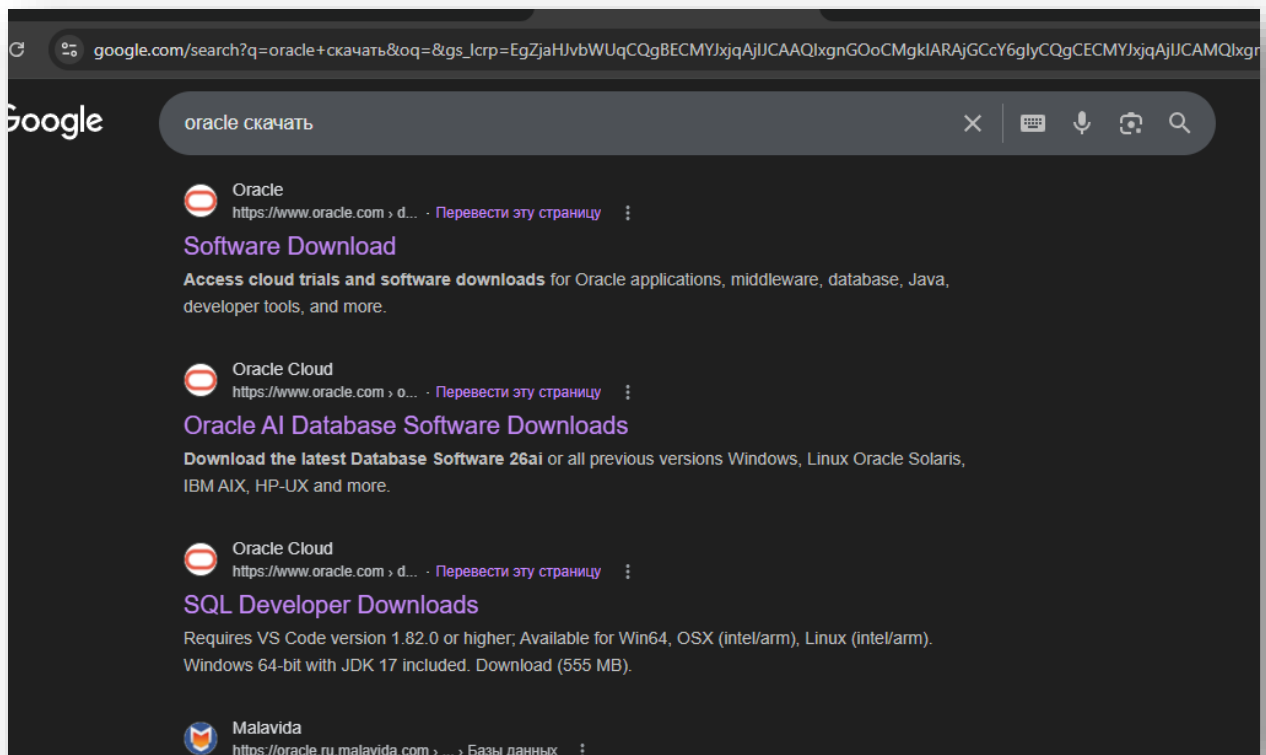 google.com/search?q=oracle+скачать&oq=&gs_lcrp=EgZjaHJvbWUqCQgBECMYJxjqAjIJCAAQIxgnGOoCMgkIARAjGCcY6gIyCQgCECMYJxjqAjIJCAMQIxgn
Google
oracle скачать
Oracle
https://www.oracle.com › d... · Перевести эту страницу
Software Download
Access cloud trials and software downloads for Oracle applications, middleware, database, Java,
developer tools, and more.
Oracle Cloud
https://www.oracle.com › o... · Перевести эту страницу
Oracle AI Database Software Downloads
Download the latest Database Software 26ai or all previous versions Windows, Linux Oracle Solaris,
IBM AIX, HP-UX and more.
Oracle Cloud
https://www.oracle.com › d... · Перевести эту страницу
SQL Developer Downloads
Requires VS Code version 1.82.0 or higher; Available for Win64, OSX (intel/arm), Linux (intel/arm).
Windows 64-bit with JDK 17 included. Download (555 MB).
Malavida
https://oracle.ru.malavida.com › ... › Базы данных